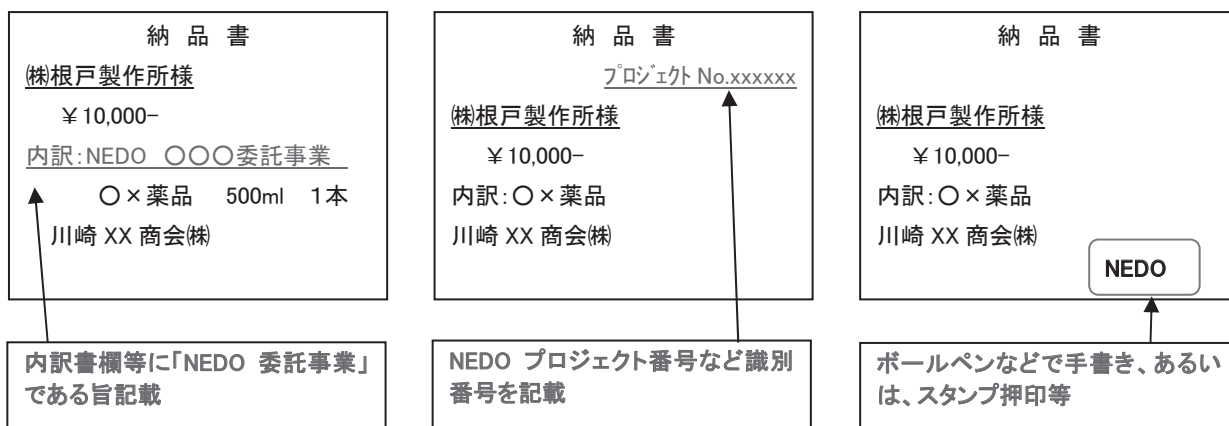 納 品 書
㈱根戸製作所様
￥10,000-
内訳:NEDO 〇〇〇委託事業
〇×薬品 500ml 1本
川崎 XX 商会㈱
内訳書欄等に「NEDO 委託事業」
である旨記載
納 品 書
ﾌﾟﾛｼﾞｪｸﾄ No.xxxxxx
㈱根戸製作所様
￥10,000-
内訳:〇×薬品
川崎 XX 商会㈱
NEDO プロジェクト番号など識別
番号を記載
納 品 書
㈱根戸製作所様
￥10,000-
内訳:〇×薬品
川崎 XX 商会㈱
NEDO
ボールペンなどで手書き、あるい
は、スタンプ押印等